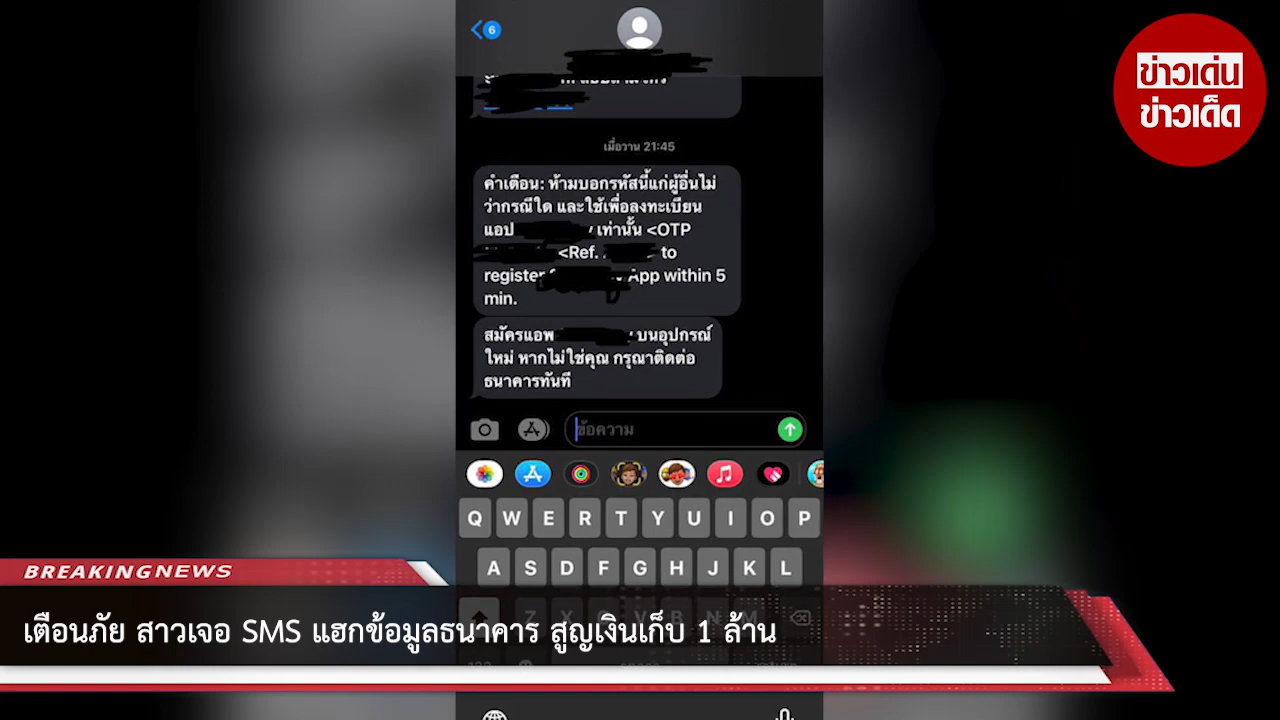 6
ข่าวเด่น
ข่าวเด็ด
เมื่อวาน 21:45
คำเตือน: ห้ามบอกรหัสนี้แก่ผู้อื่นไม่
ว่ากรณีใด และใช้เพื่อลงทะเบียน
แอป เท่านั้น <OTP
<Ref. to
register App within 5
min.
สมัครแอพ บนอุปกรณ์
ใหม่ หากไม่ใช่คุณ กรุณาติดต่อ
ธนาคารทันที
ข้อความ
Q W E R T Y U I O P
A S D F G H J K L
Z X C V B N M
BREAKING NEWS
เตือนภัย สาวเจอ SMS แฮกข้อมูลธนาคาร สูญเงินเก็บ 1 ล้าน